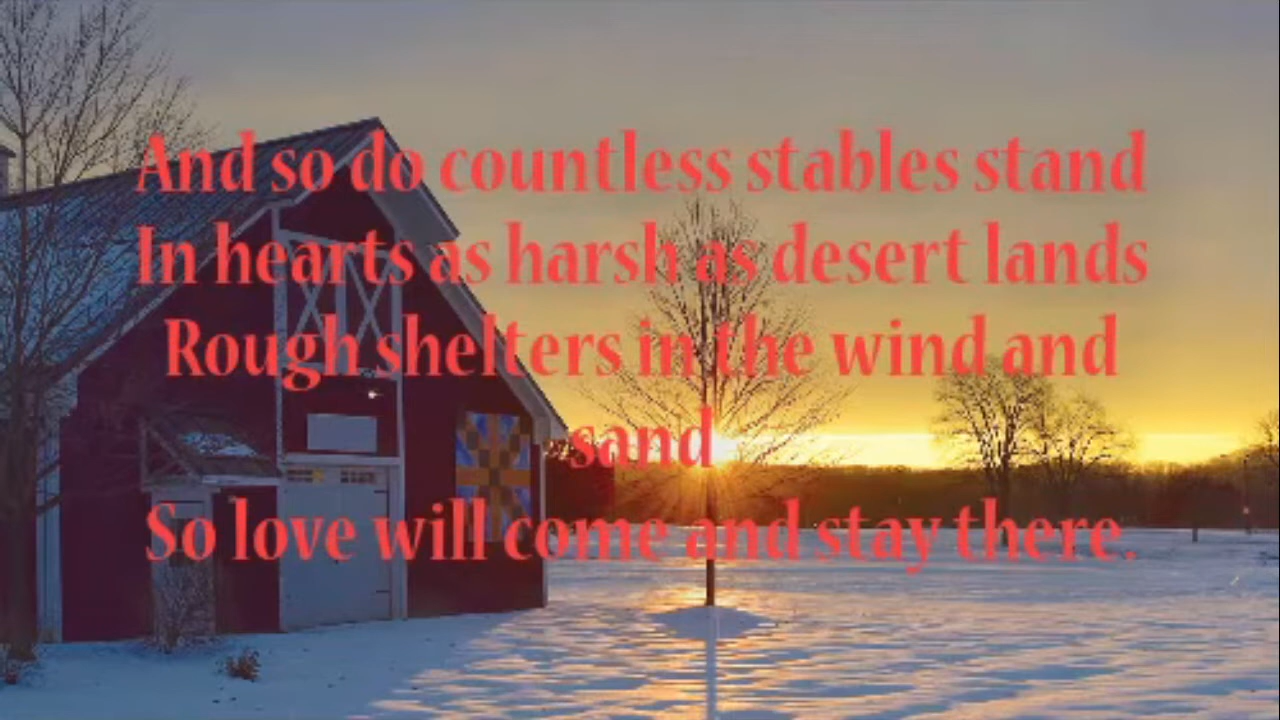 And so do countless stables stand
In hearts as harsh as desert lands
Rough shelters in the wind and
sand
So love will come and stay there.